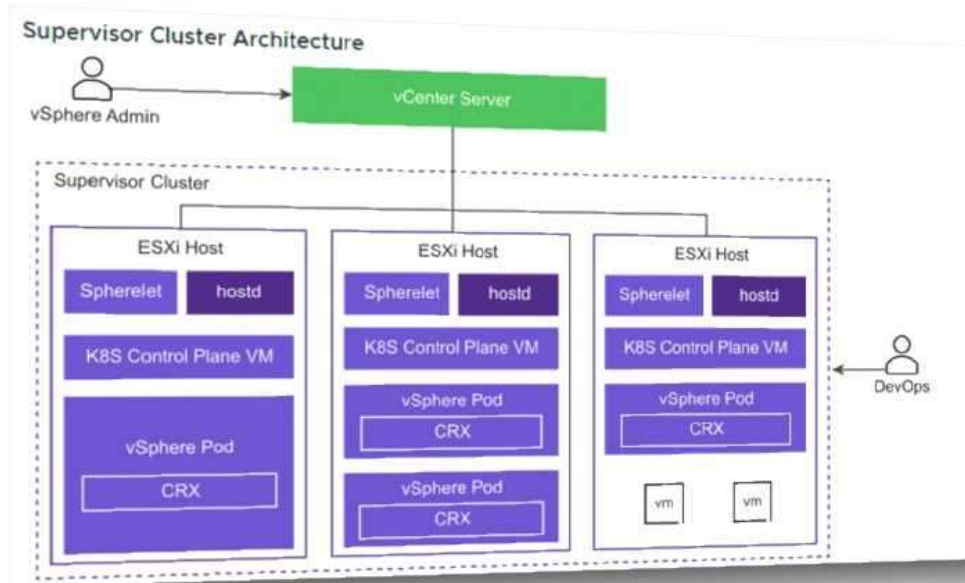 Supervisor Cluster Architecture
vSphere Admin
vCenter Server
Supervisor Cluster
ESXi Host
Spherelet
hostd
K8S Control Plane VM
vSphere Pod
CRX
ESXi Host
Spherelet
hostd
K8S Control Plane VM
vSphere Pod
CRX
vSphere Pod
CRX
ESXi Host
Spherelet
hostd
K8S Control Plane VM
vSphere Pod
CRX
vm
vm
DevOps